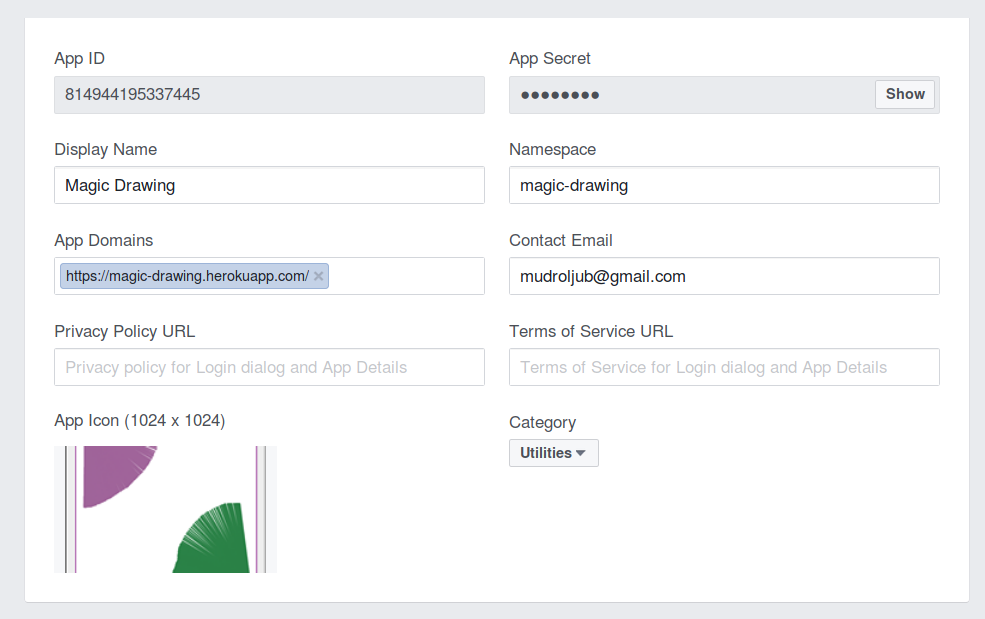 App ID
App Secret
814944195337445
●●●●●●●●
Show
Display Name
Namespace
Magic Drawing
magic-drawing
App Domains
Contact Email
https://magic-drawing.herokuapp.com/ ×
mudroljub@gmail.com
Privacy Policy URL
Terms of Service URL
Privacy policy for Login dialog and App Details
Terms of Service for Login dialog and App Details
App Icon (1024 x 1024)
Category
Utilities